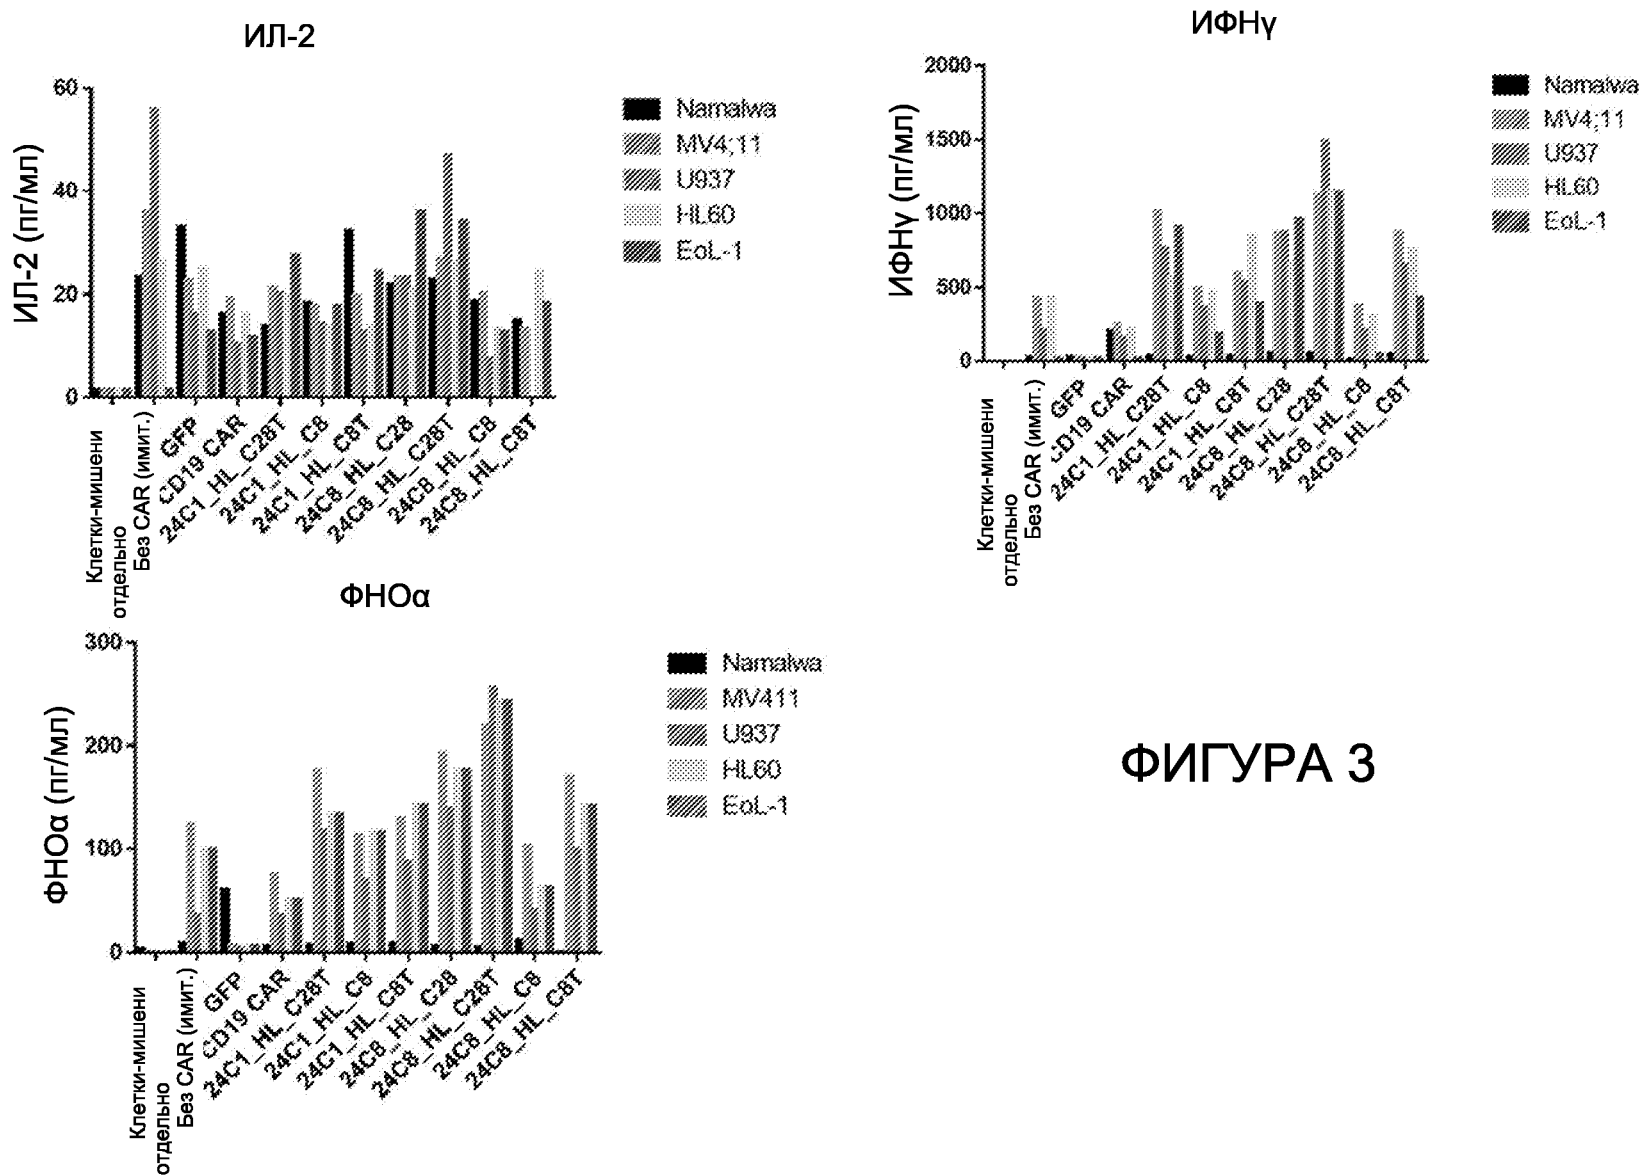 ИЛ-2
ИЛ-2 (пг/мл)
60
40
20
0
Namalwa
MV4;11
U937
HL60
EoL-1
Клетки-мишени
отдельно
Без CAR (имит.)
GFP
CD19 CAR
24C1_HL_C28T
24C1_HL_C8
24C1_HL_C8T
24C8_HL_C28
24C8_HL_C28T
24C8_HL_C8
24C8_HL_C8T
ИФНγ
ИФНγ (пг/мл)
2000
1500
1000
500
0
Namalwa
MV4;11
U937
HL60
EoL-1
Клетки-мишени
отдельно
Без CAR (имит.)
GFP
CD19 CAR
24C1_HL_C28T
24C1_HL_C8
24C1_HL_C8T
24C8_HL_C28
24C8_HL_C28T
24C8_HL_C8
24C8_HL_C8T
ФНОα
ФНОα (пг/мл)
300
200
100
0
Namalwa
MV411
U937
HL60
EoL-1
Клетки-мишени
отдельно
Без CAR (имит.)
GFP
CD19 CAR
24C1_HL_C28T
24C1_HL_C8
24C1_HL_C8T
24C8_HL_C28
24C8_HL_C28T
24C8_HL_C8
24C8_HL_C8T
ФИГУРА 3